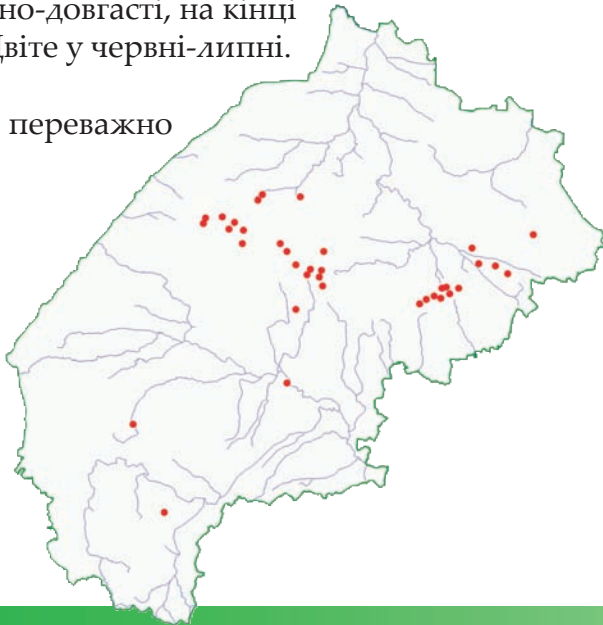 но-довгасті, на кінці
Цвіте у червні-липні.
переважно